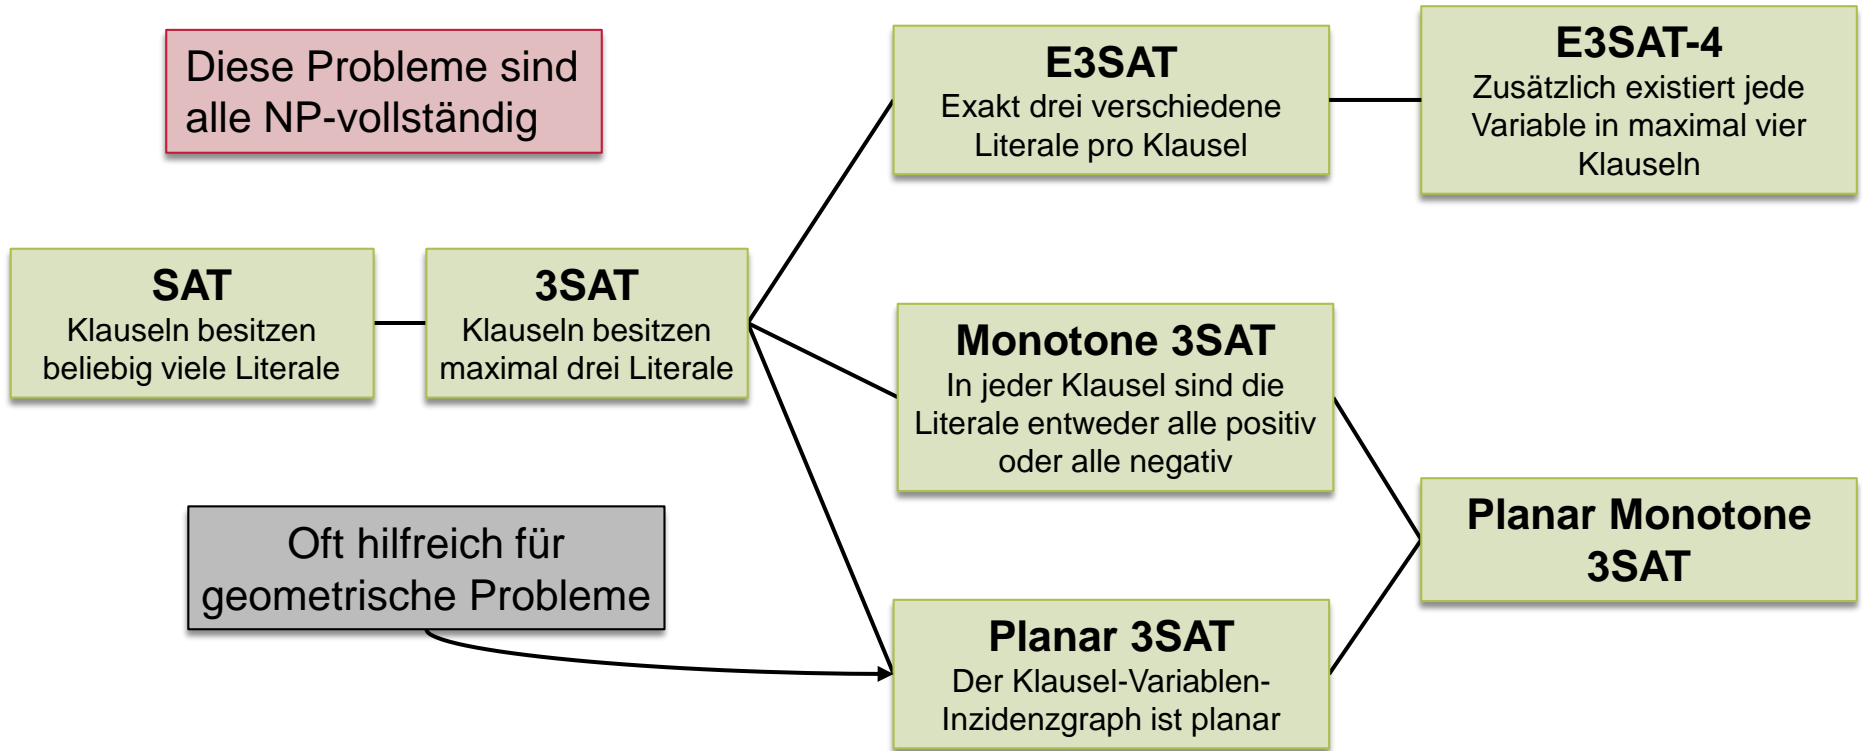 Diese Probleme sind
alle NP-vollständig
E3SAT
Exakt drei verschiedene
Literale pro Klausel
E3SAT-4
Zusätzlich existiert jede
Variable in maximal vier
Klauseln
SAT
Klauseln besitzen
beliebig viele Literale
3SAT
Klauseln besitzen
maximal drei Literale
Monotone 3SAT
In jeder Klausel sind die
Literale entweder alle positiv
oder alle negativ
Oft hilfreich für
geometrische Probleme
Planar Monotone
3SAT
Planar 3SAT
Der Klausel-Variablen-
Inzidenzgraph ist planar